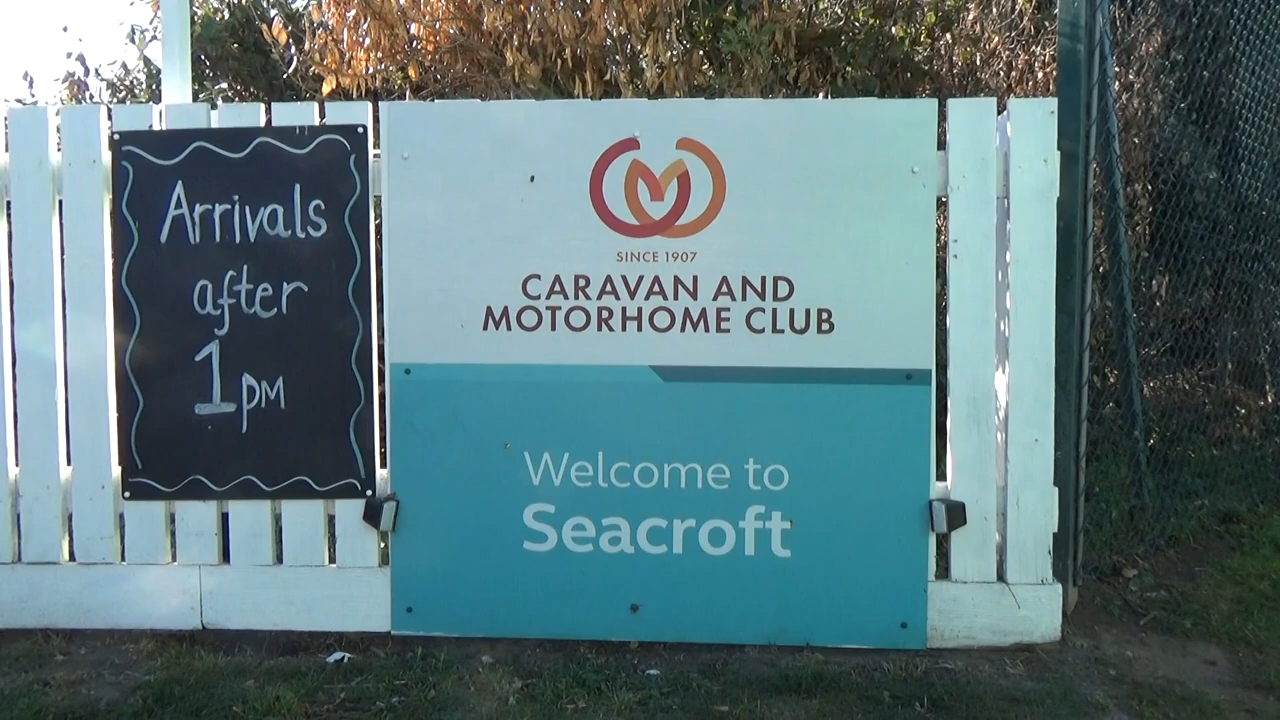 Arrivals
after
1pm
SINCE 1907
CARAVAN AND
MOTORHOME CLUB
Welcome to
Seacroft